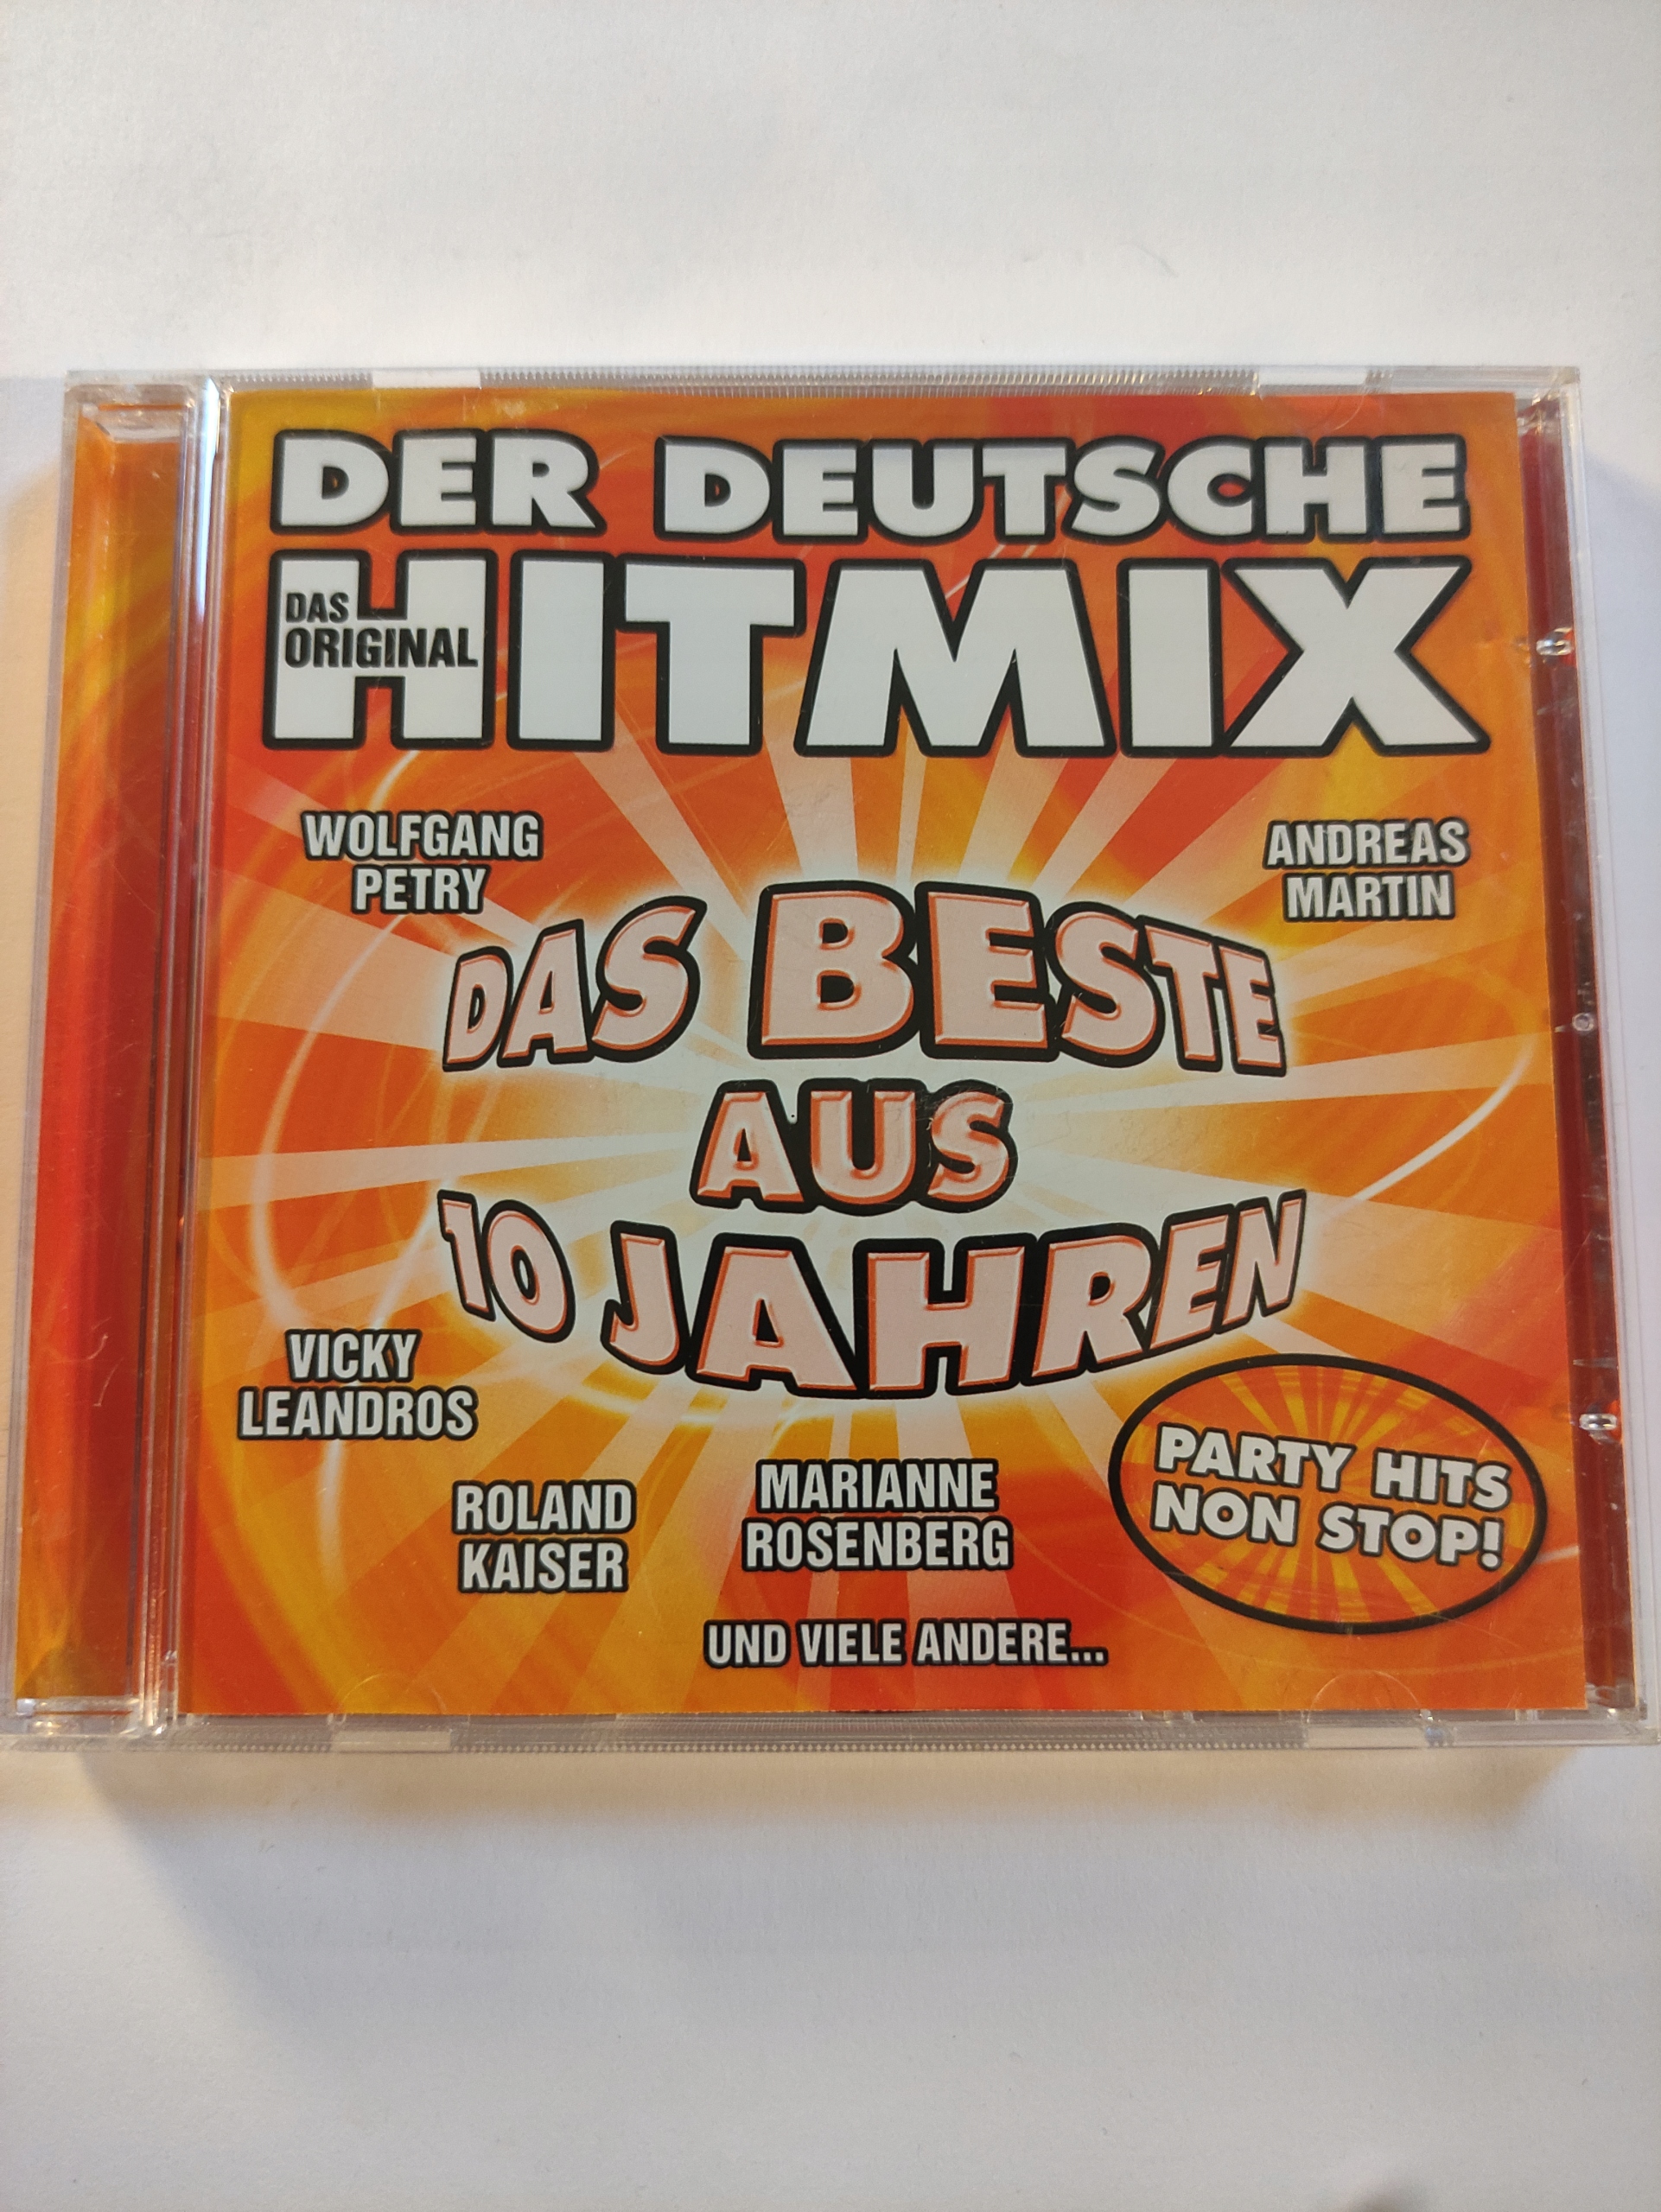 DER DEUTSCHE
HITMIX
DAS
ORIGINAL
WOLFGANG
PETRY
ANDREAS
MARTIN
DAS BESTE
AUS
10 JAHREN
VICKY
LEANDROS
ROLAND
KAISER
MARIANNE
ROSENBERG
PARTY HITS
NON STOP!
UND VIELE ANDERE...